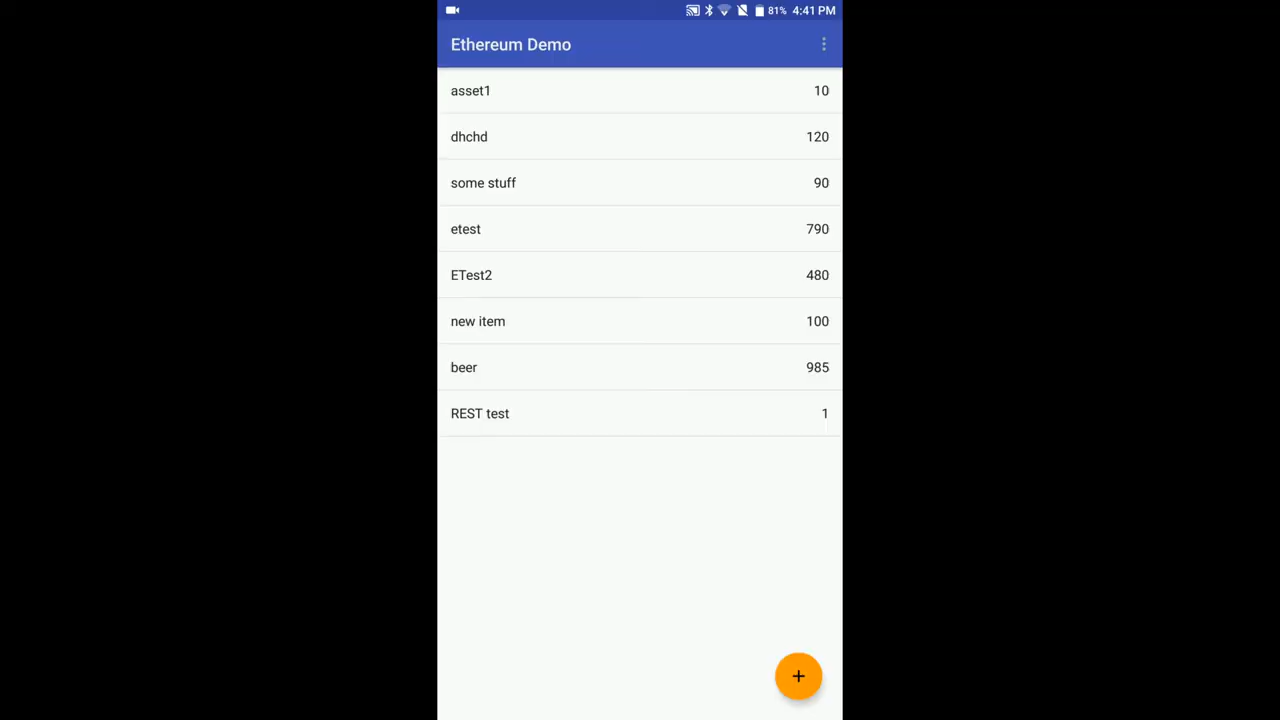 81% 4:41 PM
Ethereum Demo
asset1 10
dhchd 120
some stuff 90
etest 790
ETest2 480
new item 100
beer 985
REST test 1
+